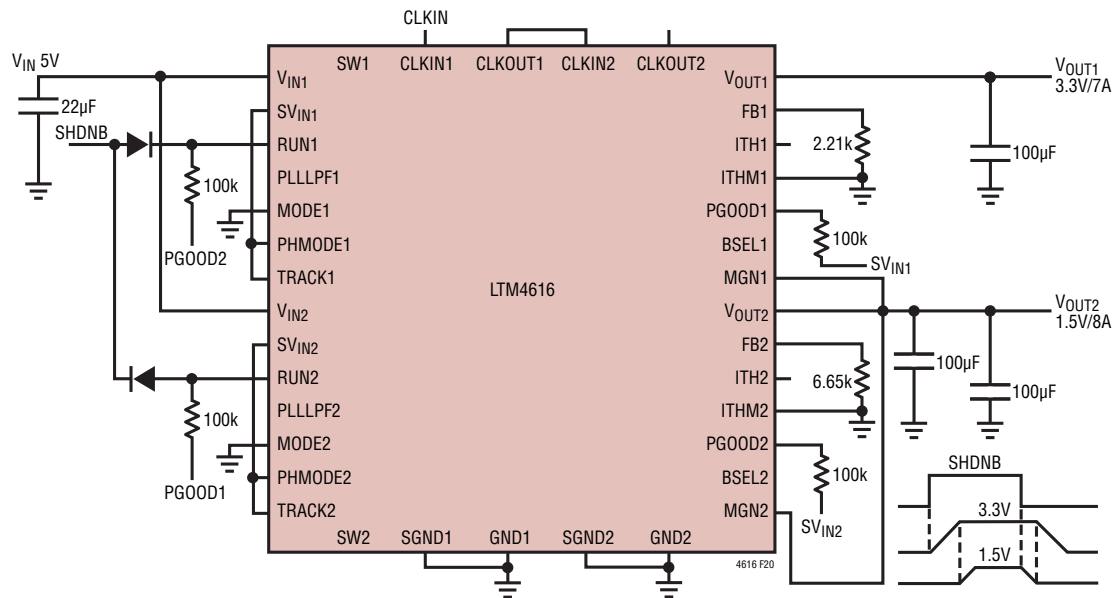 CLKIN
V_IN 5V
22µF
SHDNB
100k
PGOOD2
100k
PGOOD1
SW1 CLKIN1 CLKOUT1 CLKIN2 CLKOUT2
V_IN1
SV_IN1
RUN1
PLLLPF1
MODE1
PHMODE1
TRACK1
V_IN2
SV_IN2
RUN2
PLLLPF2
MODE2
PHMODE2
TRACK2
LTM4616
V_OUT1
FB1
ITH1
ITHM1
PGOOD1
BSEL1
MGN1
V_OUT2
FB2
ITH2
ITHM2
PGOOD2
BSEL2
MGN2
SW2 SGND1 GND1 SGND2 GND2
4616 F20
V_OUT1
3.3V/7A
2.21k
100µF
100k
SV_IN1
V_OUT2
1.5V/8A
6.65k
100µF
100µF
100k
SV_IN2
SHDNB
3.3V
1.5V